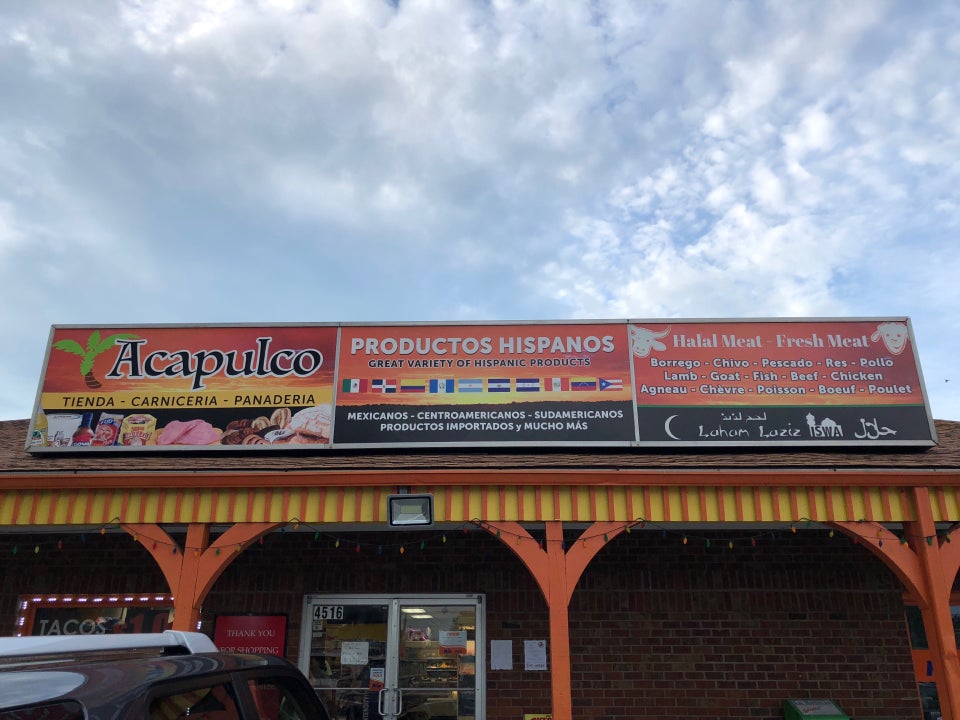 Acapulco
TIENDA - CARNICERIA - PANADERIA
PRODUCTOS HISPANOS
GREAT VARIETY OF HISPANIC PRODUCTS
MEXICANOS - CENTROAMERICANOS - SUDAMERICANOS
PRODUCTOS IMPORTADOS y MUCHO MÁS
Halal Meat - Fresh Meat
Borrego - Chivo - Pescado - Res - Pollo
Lamb - Goat - Fish - Beef - Chicken
Agneau - Chèvre - Poisson - Boeuf - Poulet
لحم لذيذ
Laham Laziz ISWA حلال
4516
TACOS
THANK YOU
FOR SHOPPING